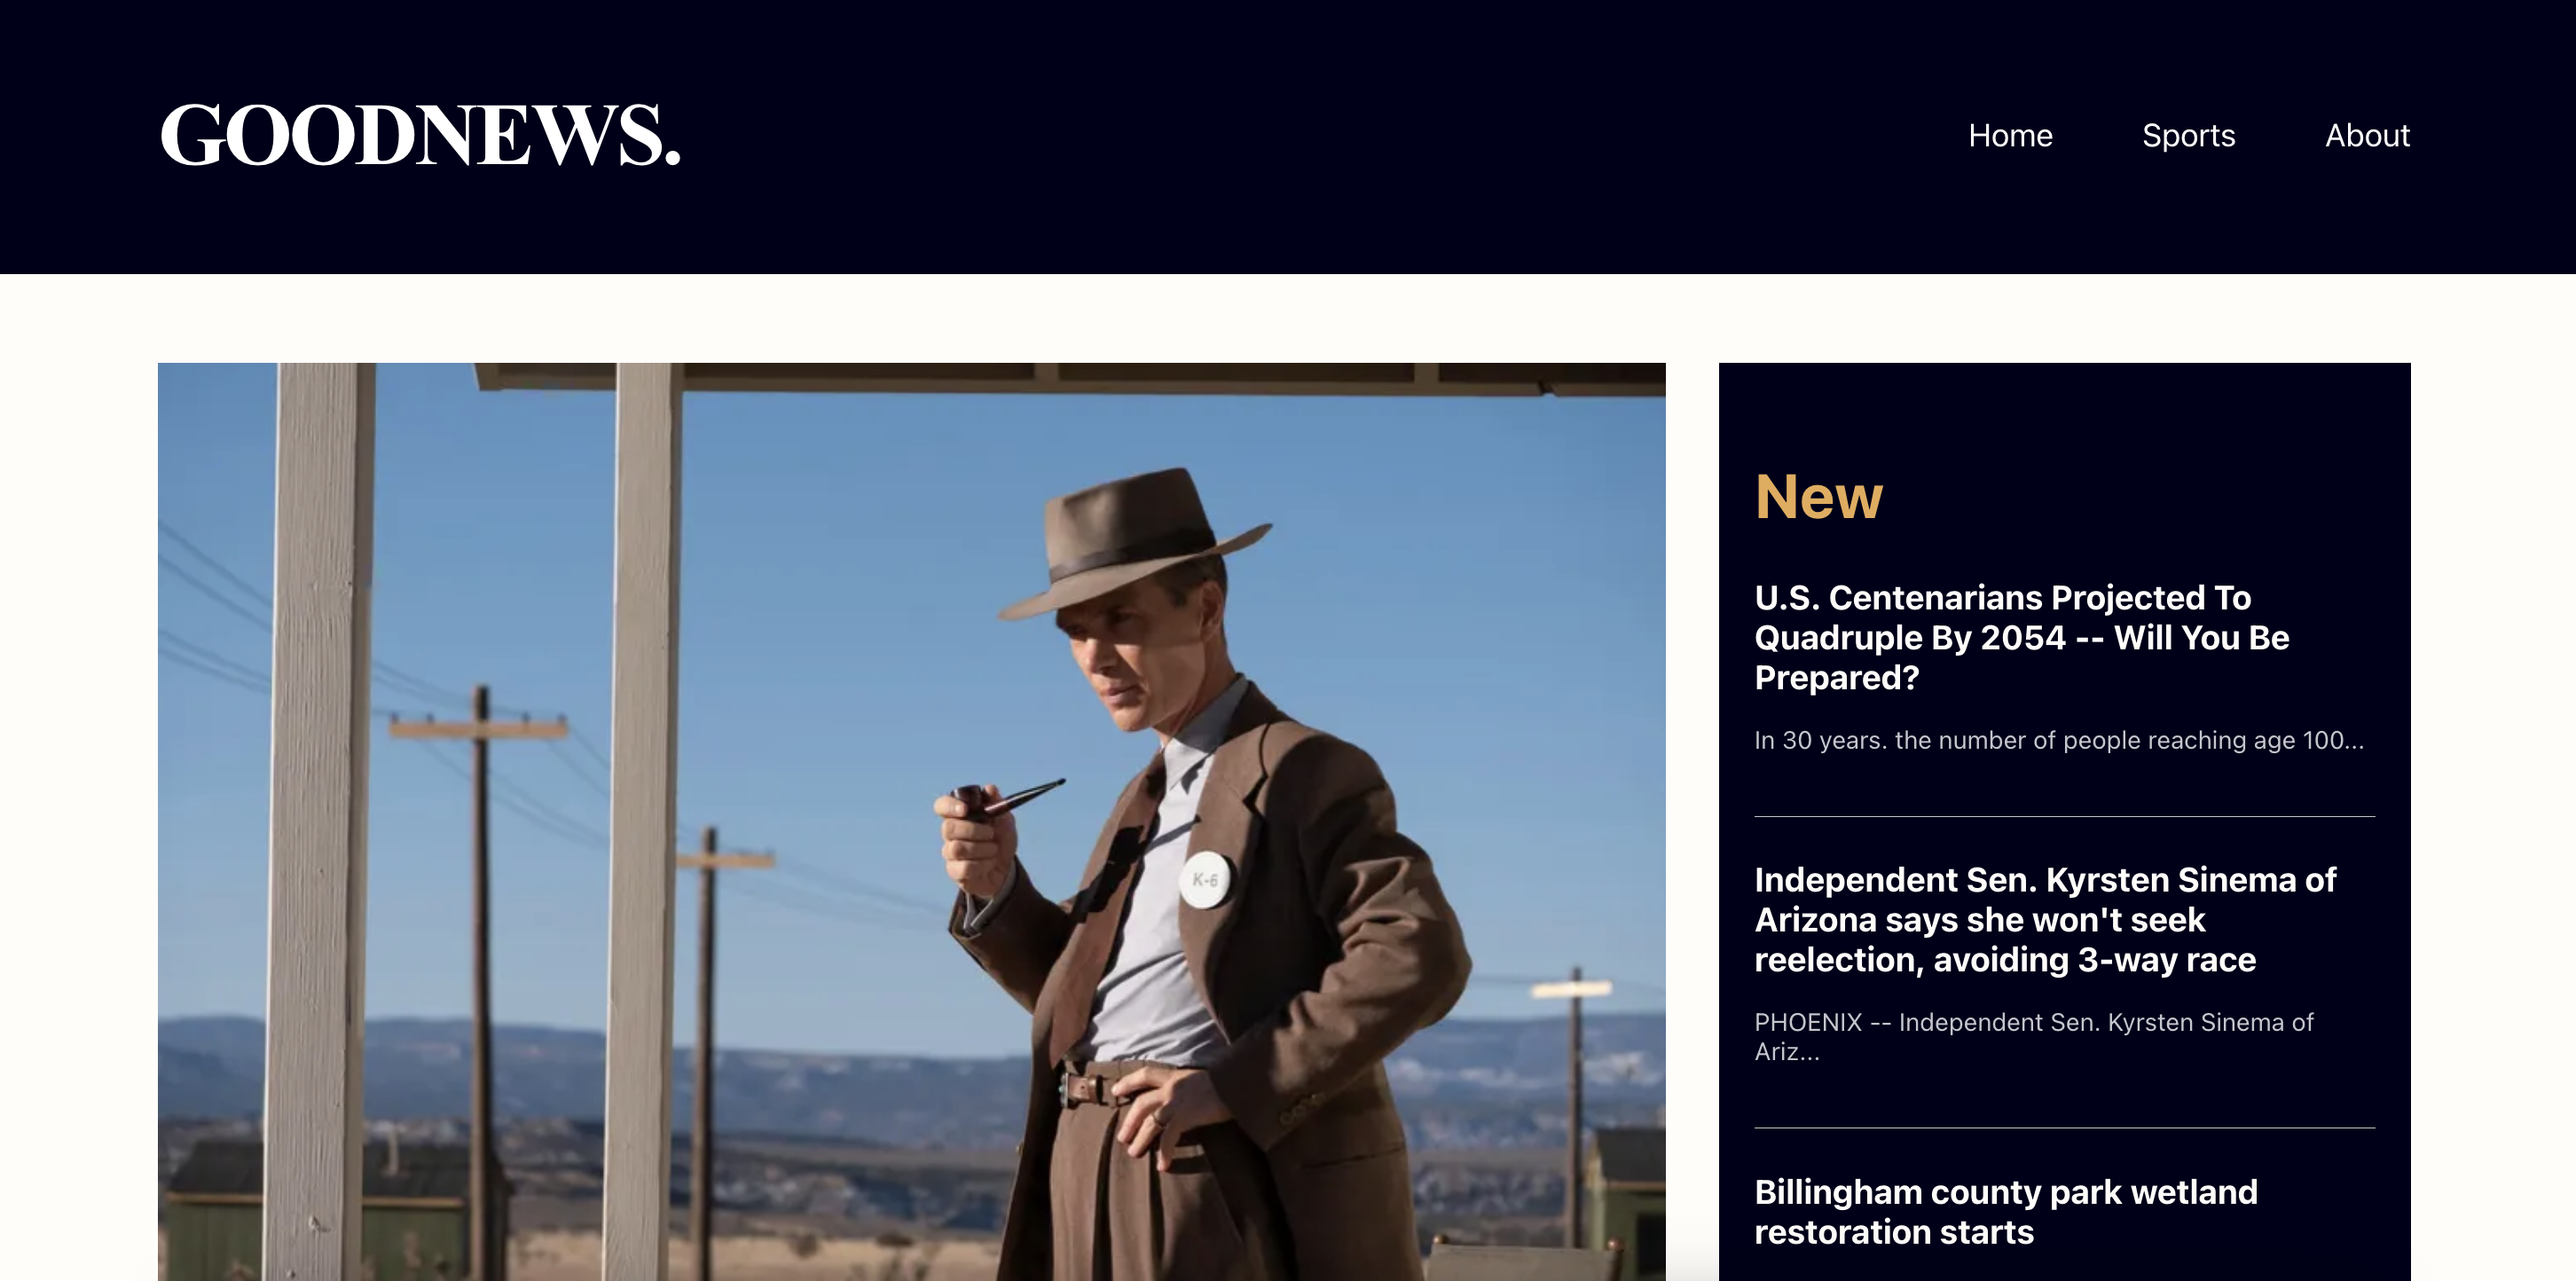 GOODNEWS.
Home
Sports
About
K-6
New
U.S. Centenarians Projected To
Quadruple By 2054 -- Will You Be
Prepared?
In 30 years. the number of people reaching age 100...
Independent Sen. Kyrsten Sinema of
Arizona says she won't seek
reelection, avoiding 3-way race
PHOENIX -- Independent Sen. Kyrsten Sinema of
Ariz...
Billingham county park wetland
restoration starts